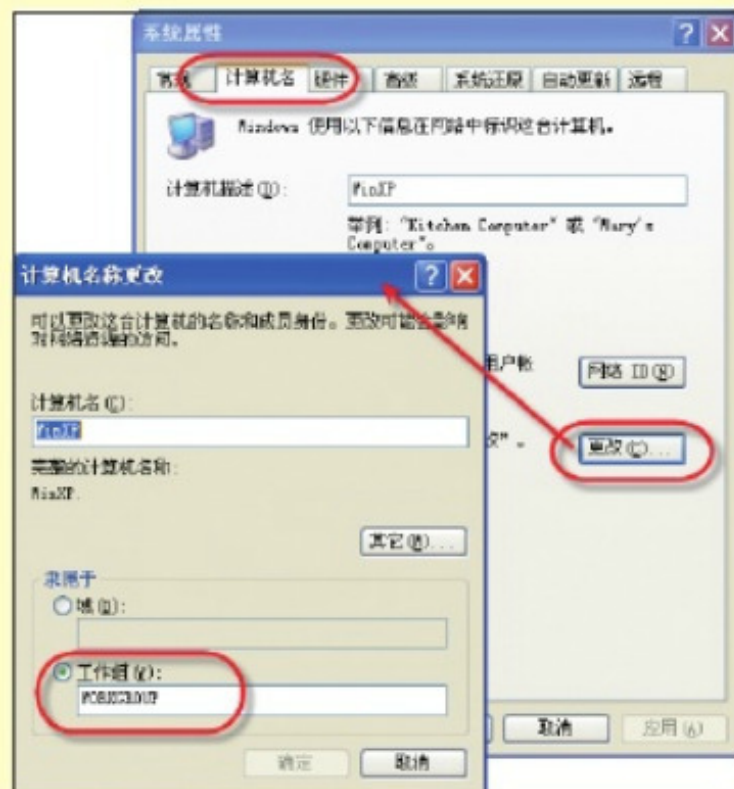 系统属性
常规 计算机名 硬件 高级 系统还原 自动更新 远程
Windows 使用以下信息在网络中标识这台计算机。
计算机描述(D):
WinXP
举例: "Kitchen Computer" 或 "Mary's
Computer"。
用户帐
网络 ID(N)
改"。
更改(C)...
取消
应用(A)
计算机名称更改
可以更改这台计算机的名称和成员身份。更改可能会影响
对网络资源的访问。
计算机名(C):
WinXP
完整的计算机名称:
WinXP.
其它(M)...
隶属于
域(D):
工作组(W):
WORKGROUP
确定
取消